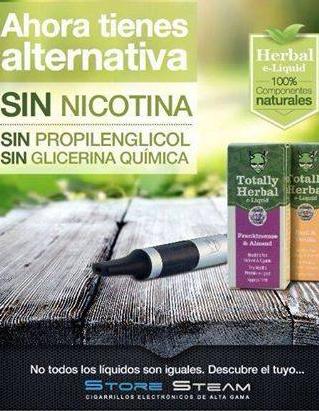 Ahora tienes
alternativa
SIN NICOTINA
SIN PROPILENGLICOL
SIN GLICERINA QUÍMICA
Herbal
e-Liquid
100%
Componentes
naturales
Totally
Herbal
e-Liquid
Frankincense
& Almond
Totally
Herbal
e-Liquid
No todos los líquidos son iguales. Descubre el tuyo...
STORE STEAM
CIGARRILLOS ELECTRÓNICOS DE ALTA GAMA